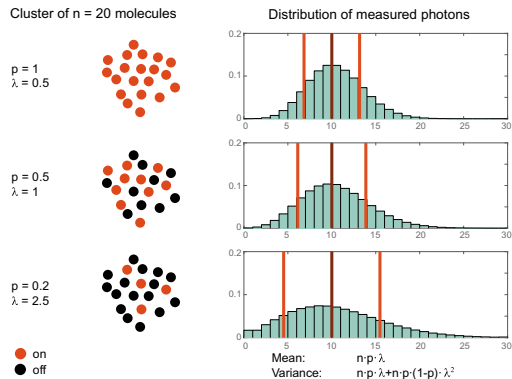 Cluster of n = 20 molecules
Distribution of measured photons
p = 1
λ = 0.5
0.2
0.1
0
5 10 15 20 25 30
p = 0.5
λ = 1
0.2
0.1
0
5 10 15 20 25 30
p = 0.2
λ = 2.5
0.2
0.1
0
5 10 15 20 25 30
on
off
Mean: n·p·λ
Variance: n·p·λ+n·p·(1-p)·λ²